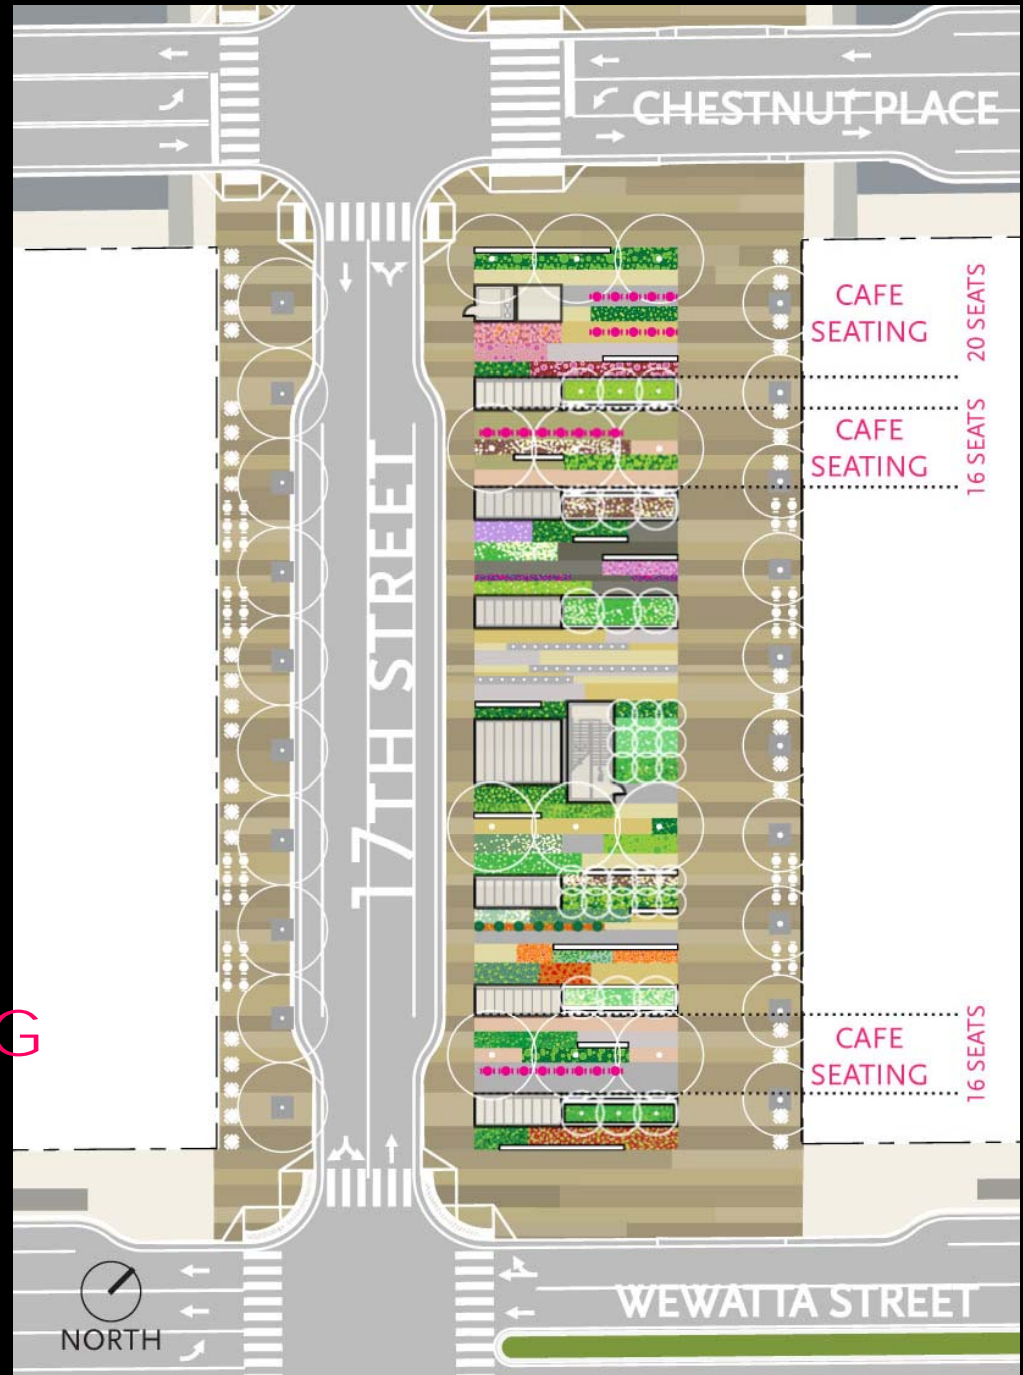 CHESTNUT PLACE
CAFE
SEATING
20 SEATS
CAFE
SEATING
16 SEATS
17TH STREET
G
CAFE
SEATING
16 SEATS
WEWATTA STREET
NORTH